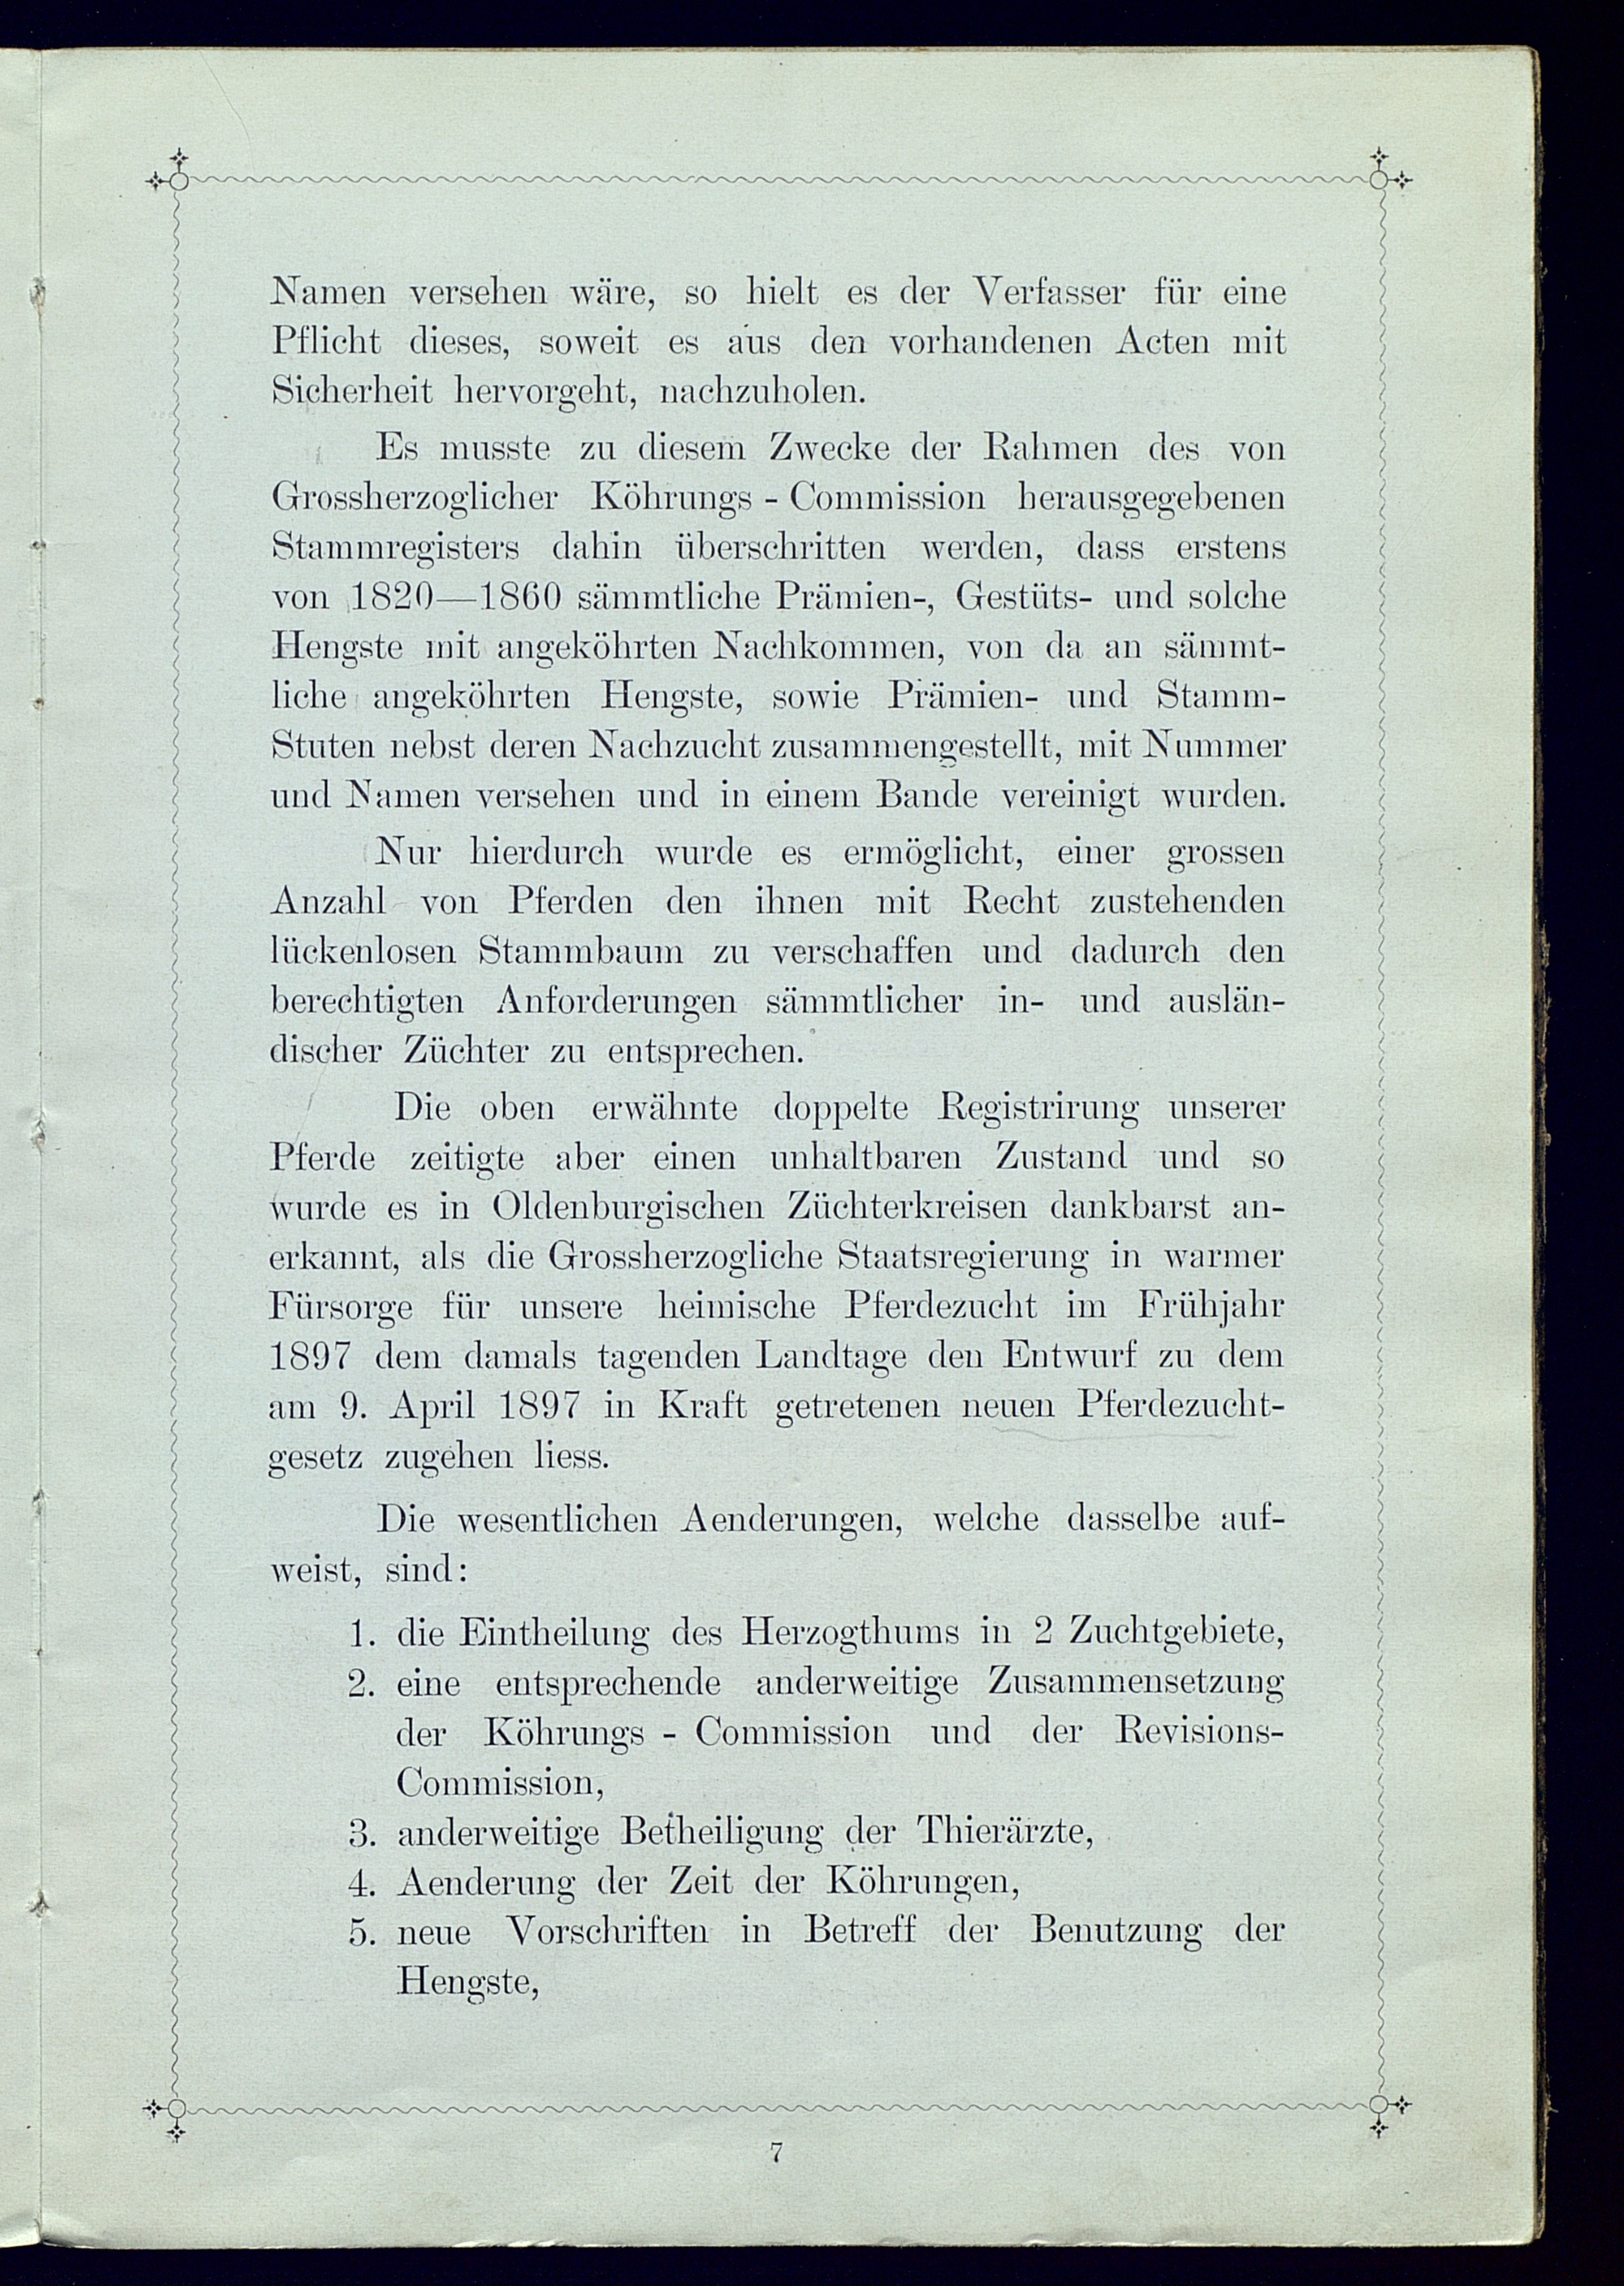 Namen versehen wäre, so hielt es der Verfasser für eine
Pflicht dieses, soweit es aus den vorhandenen Acten mit
Sicherheit hervorgeht, nachzuholen.
Es musste zu diesem Zwecke der Rahmen des von
Grossherzoglicher Köhrungs - Commission herausgegebenen
Stammregisters dahin überschritten werden, dass erstens
von 1820—1860 sämmtliche Prämien-, Gestüts- und solche
Hengste mit angeköhrten Nachkommen, von da an sämmt-
liche angeköhrten Hengste, sowie Prämien- und Stamm-
Stuten nebst deren Nachzucht zusammengestellt, mit Nummer
und Namen versehen und in einem Bande vereinigt wurden.
Nur hierdurch wurde es ermöglicht, einer grossen
Anzahl von Pferden den ihnen mit Recht zustehenden
lückenlosen Stammbaum zu verschaffen und dadurch den
berechtigten Anforderungen sämmtlicher in- und auslän-
discher Züchter zu entsprechen.
Die oben erwähnte doppelte Registrirung unserer
Pferde zeitigte aber einen unhaltbaren Zustand und so
wurde es in Oldenburgischen Züchterkreisen dankbarst an-
erkannt, als die Grossherzogliche Staatsregierung in warmer
Fürsorge für unsere heimische Pferdezucht im Frühjahr
1897 dem damals tagenden Landtage den Entwurf zu dem
am 9. April 1897 in Kraft getretenen neuen Pferdezucht-
gesetz zugehen liess.
Die wesentlichen Aenderungen, welche dasselbe auf-
weist, sind:
1. die Eintheilung des Herzogthums in 2 Zuchtgebiete,
2. eine entsprechende anderweitige Zusammensetzung
der Köhrungs - Commission und der Revisions-
Commission,
3. anderweitige Betheiligung der Thierärzte,
4. Aenderung der Zeit der Köhrungen,
5. neue Vorschriften in Betreff der Benutzung der
Hengste,
7